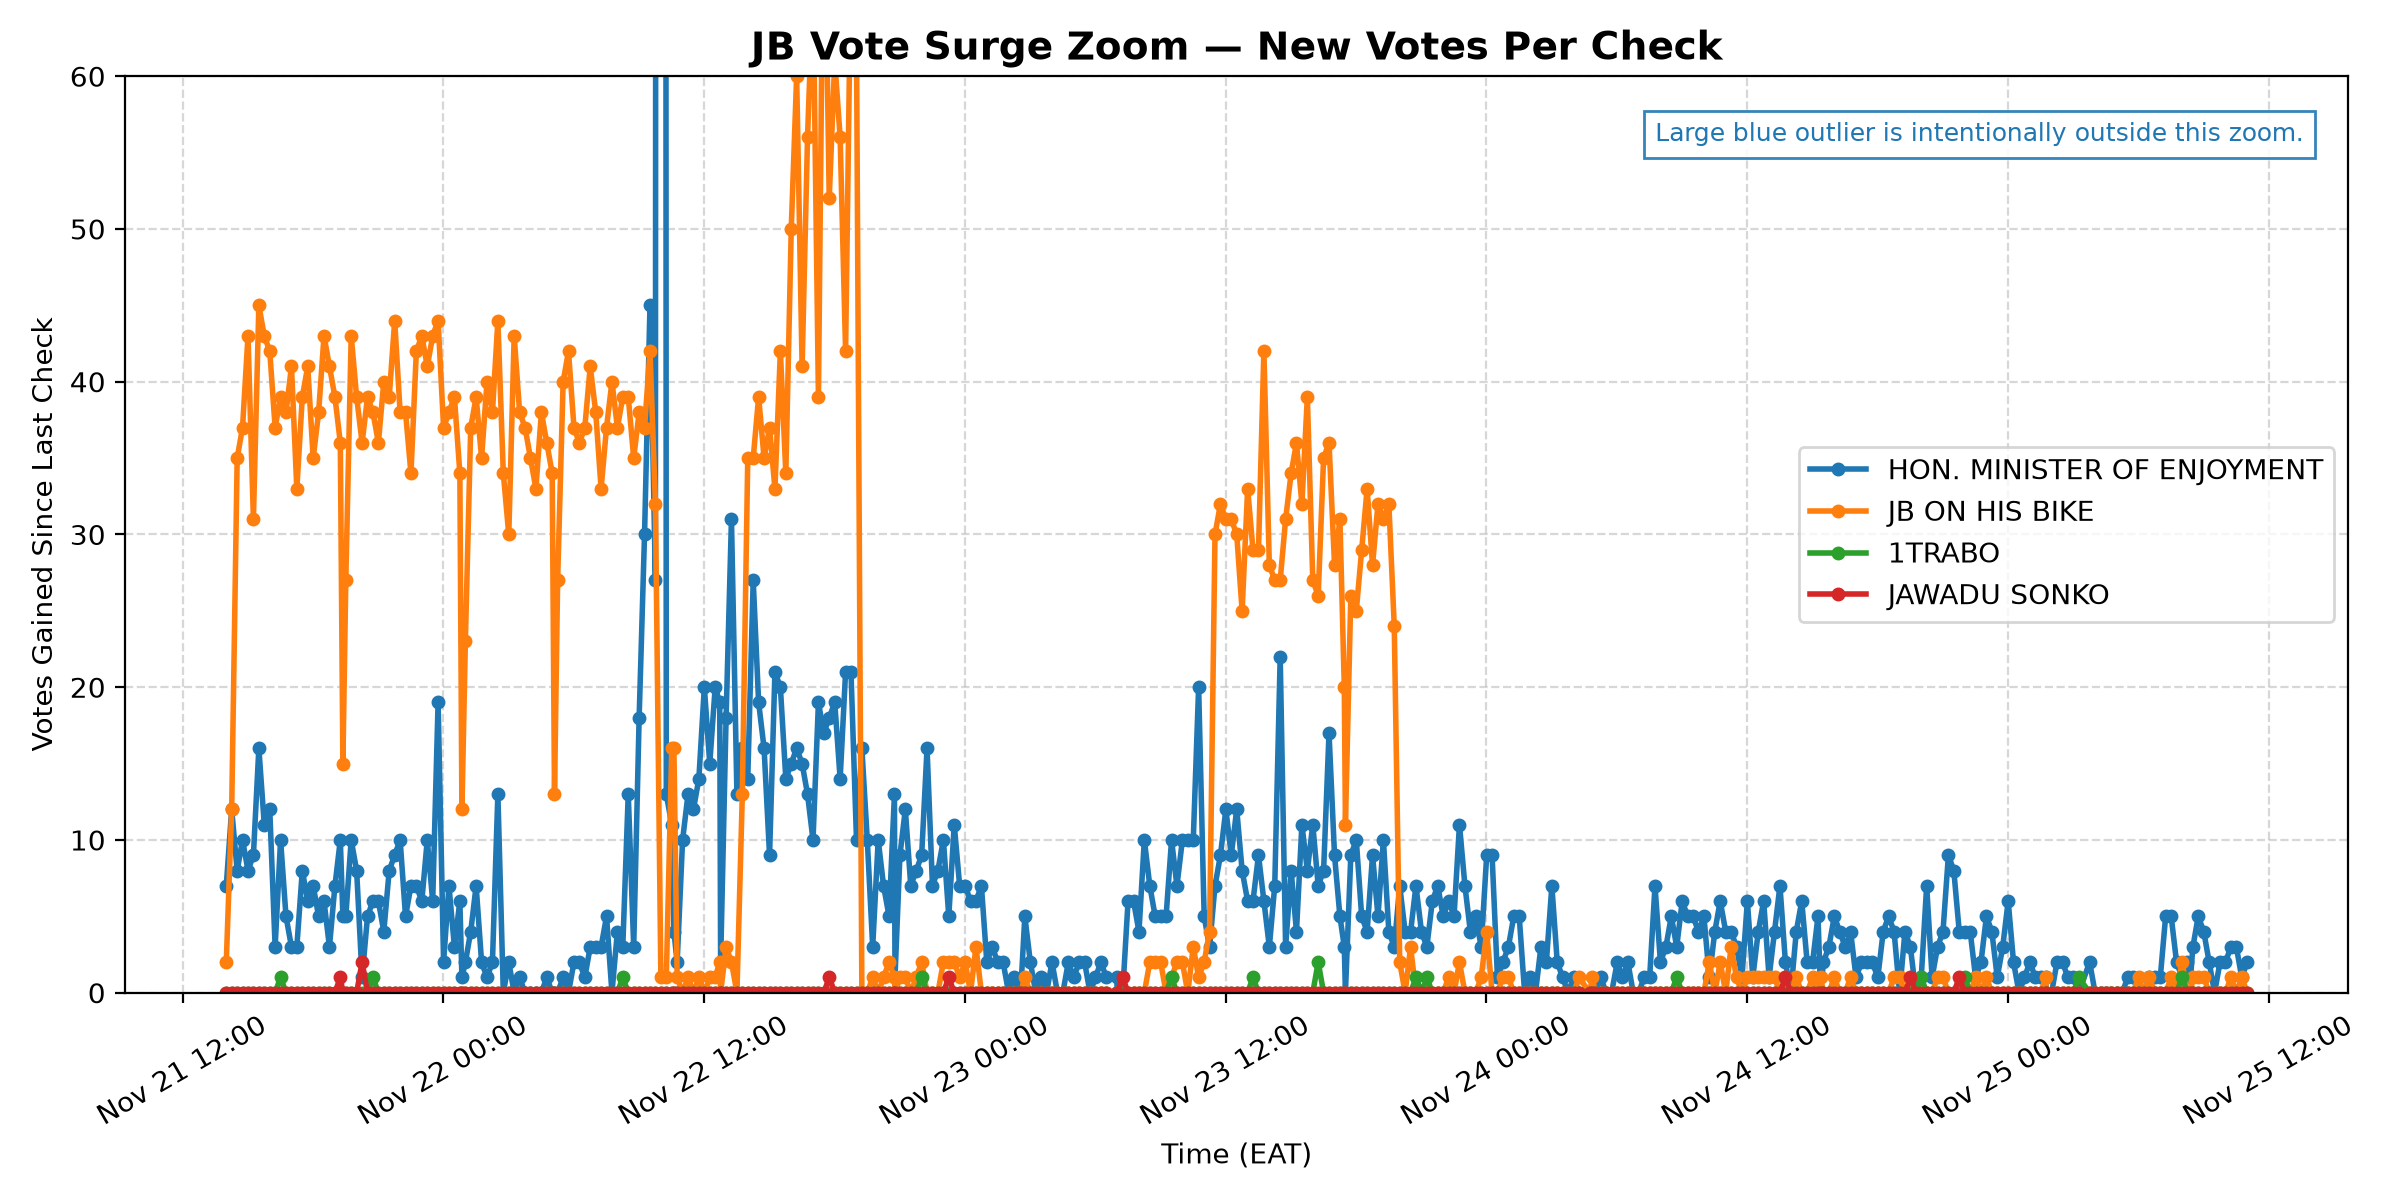 JB Vote Surge Zoom — New Votes Per Check
60
50
40
30
20
10
0
Votes Gained Since Last Check
Large blue outlier is intentionally outside this zoom.
HON. MINISTER OF ENJOYMENT
JB ON HIS BIKE
1TRABO
JAWADU SONKO
Nov 21 12:00
Nov 22 00:00
Nov 22 12:00
Nov 23 00:00
Nov 23 12:00
Nov 24 00:00
Nov 24 12:00
Nov 25 00:00
Nov 25 12:00
Time (EAT)